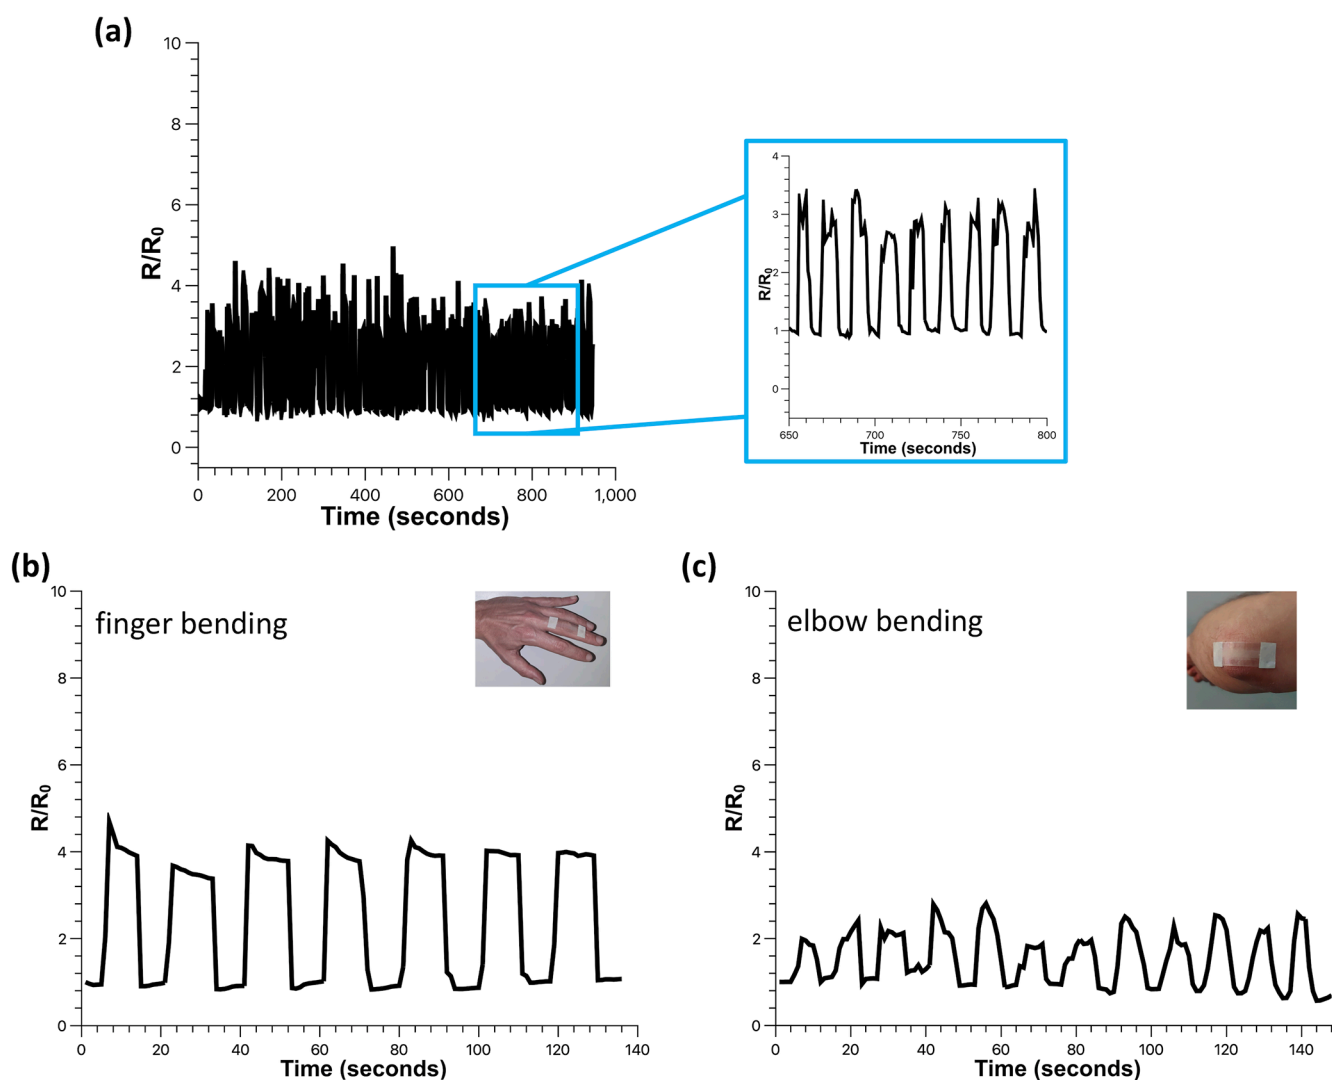 (a)
10
8
6
4
2
0
R/R0
0 200 400 600 800 1,000
Time (seconds)
4
3
2
1
0
R/R0
650 700 750 800
Time (seconds)
(b)
finger bending
10
8
6
4
2
0
R/R0
0 20 40 60 80 100 120 140
Time (seconds)
(c)
elbow bending
10
8
6
4
2
0
R/R0
0 20 40 60 80 100 120 140
Time (seconds)